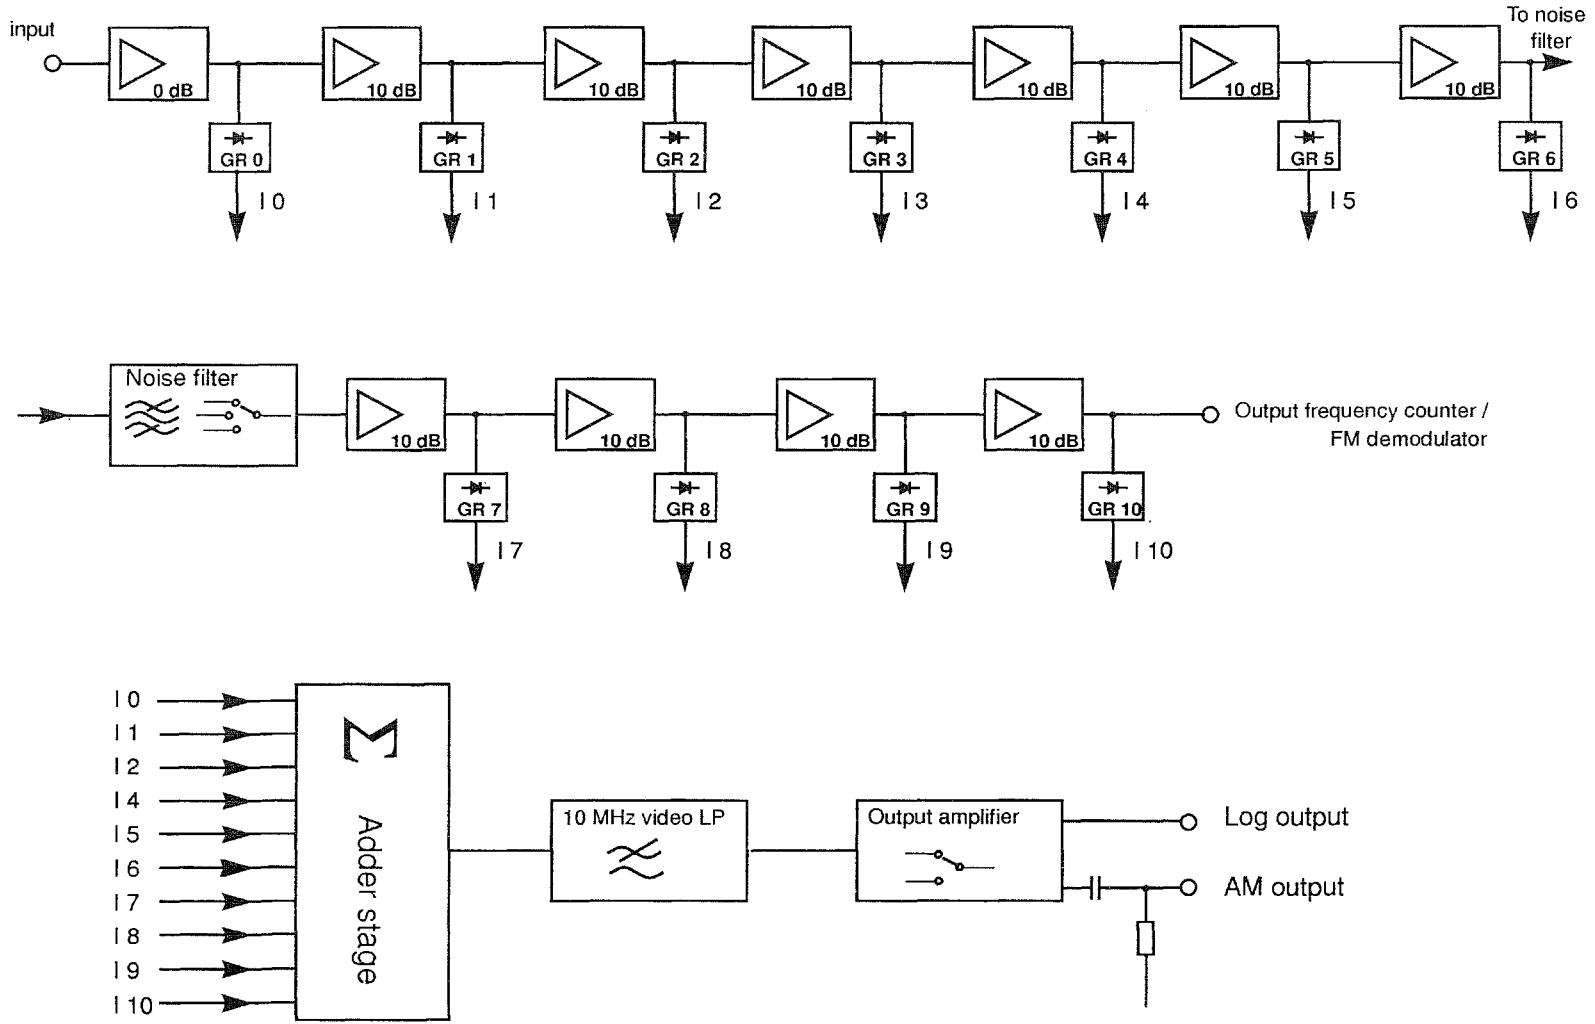 input
To noise
filter
0 dB
10 dB
10 dB
10 dB
10 dB
10 dB
10 dB
GR 0
GR 1
GR 2
GR 3
GR 4
GR 5
GR 6
I 0
I 1
I 2
I 3
I 4
I 5
I 6
Noise filter
10 dB
10 dB
10 dB
10 dB
Output frequency counter /
FM demodulator
GR 7
GR 8
GR 9
GR 10
I 7
I 8
I 9
I 10
I 0
I 1
I 2
I 4
I 5
I 6
I 7
I 8
I 9
I 10
Σ
Adder stage
10 MHz video LP
Output amplifier
Log output
AM output